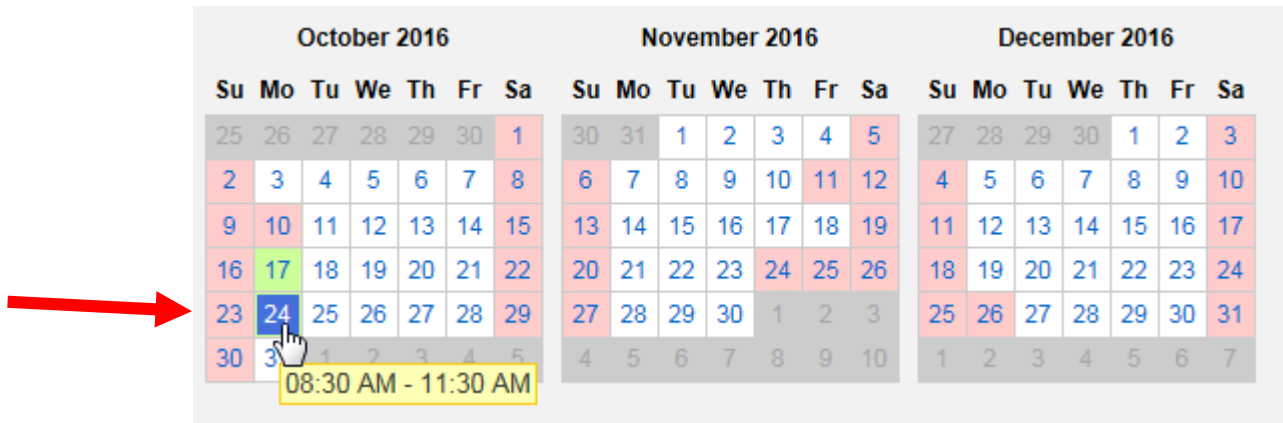 October 2016 November 2016 December 2016
Su Mo Tu We Th Fr Sa Su Mo Tu We Th Fr Sa Su Mo Tu We Th Fr Sa
25 26 27 28 29 30 1 30 31 1 2 3 4 5 27 28 29 30 1 2 3
2 3 4 5 6 7 8 6 7 8 9 10 11 12 4 5 6 7 8 9 10
9 10 11 12 13 14 15 13 14 15 16 17 18 19 11 12 13 14 15 16 17
16 17 18 19 20 21 22 20 21 22 23 24 25 26 18 19 20 21 22 23 24
23 24 25 26 27 28 29 27 28 29 30 1 2 3 25 26 27 28 29 30 31
30 1 2 3 4 5 4 5 6 7 8 9 10 1 2 3 4 5 6 7
08:30 AM - 11:30 AM